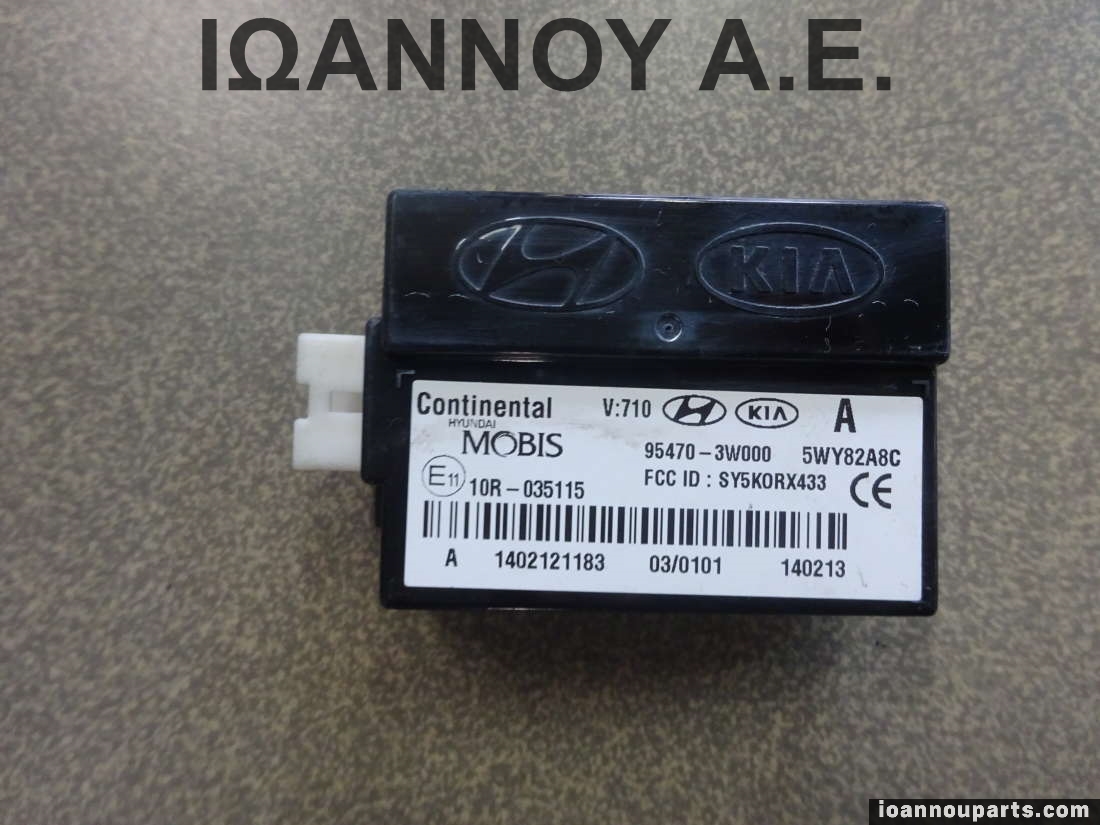 ΙΩΑΝΝΟΥ Α.Ε.
KIA
Continental V:710 KIA A
HYUNDAI
MOBIS 95470-3W000 5WY82A8C
E11 10R-035115 FCC ID : SY5KORX433 CE
A 1402121183 03/0101 140213
ioannouparts.com